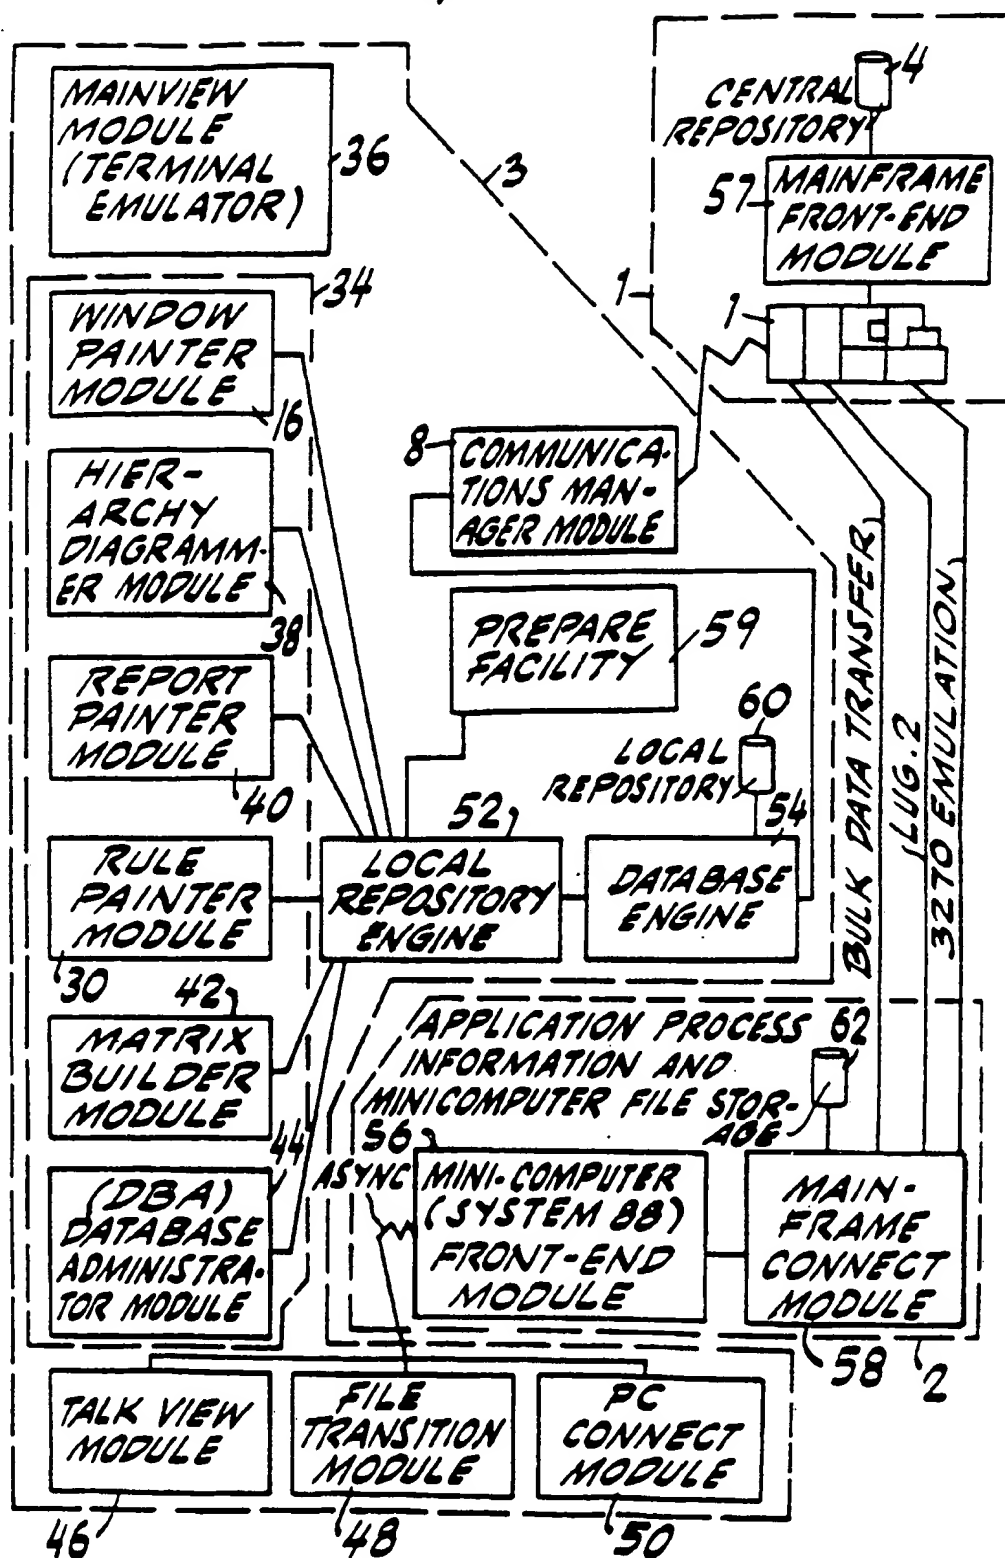 MAINVIEW
MODULE
(TERMINAL
EMULATOR)
36
3
4
CENTRAL
REPOSITORY
57
MAINFRAME
FRONT-END
MODULE
1
1
34
WINDOW
PAINTER
MODULE
16
8
COMMUNICA-
TIONS MAN-
AGER MODULE
HIER-
ARCHY
DIAGRAMM-
ER MODULE
38
PREPARE
FACILITY
59
REPORT
PAINTER
MODULE
40
60
LOCAL
REPOSITORY
52
LOCAL
REPOSITORY
ENGINE
54
DATABASE
ENGINE
BULK DATA TRANSFER
LUG.2
3270 EMULATION
RULE
PAINTER
MODULE
30
42
MATRIX
BUILDER
MODULE
44
(DBA)
DATABASE
ADMINISTRA-
TOR MODULE
APPLICATION PROCESS
INFORMATION AND
MINICOMPUTER FILE STOR-
AGE
62
56
ASYNC
MINI-COMPUTER
(SYSTEM 88)
FRONT-END
MODULE
MAIN-
FRAME
CONNECT
MODULE
58
2
TALK VIEW
MODULE
46
FILE
TRANSITION
MODULE
48
PC
CONNECT
MODULE
50